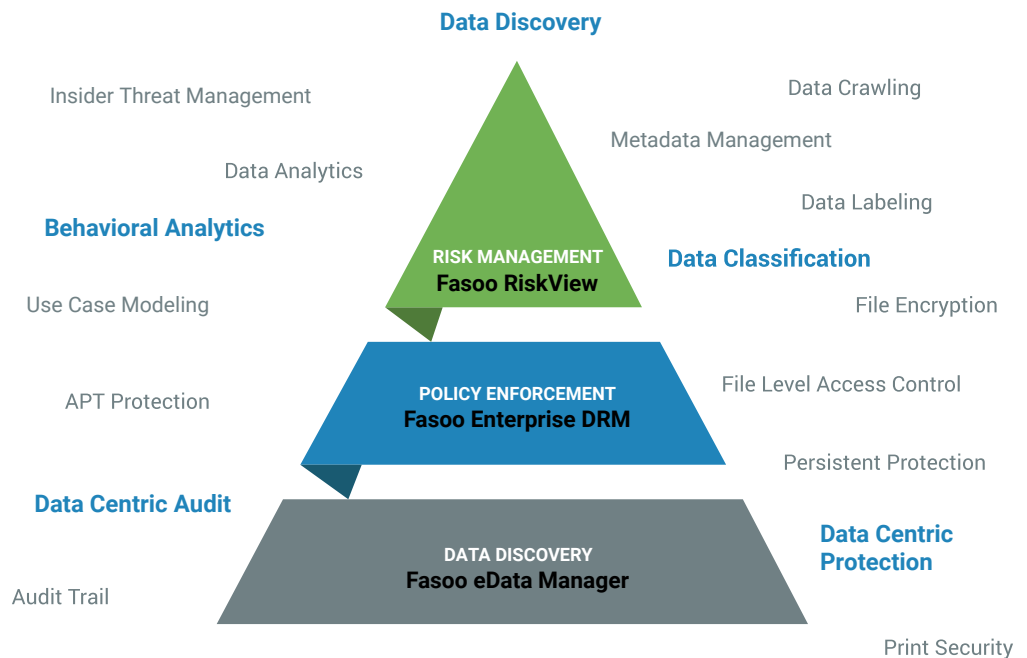 Data Discovery
Insider Threat Management
Data Crawling
Metadata Management
Data Analytics
Data Labeling
Behavioral Analytics
RISK MANAGEMENT
Fasoo RiskView
Data Classification
Use Case Modeling
File Encryption
POLICY ENFORCEMENT
Fasoo Enterprise DRM
File Level Access Control
APT Protection
Persistent Protection
Data Centric Audit
Data Centric
Protection
DATA DISCOVERY
Fasoo eData Manager
Audit Trail
Print Security